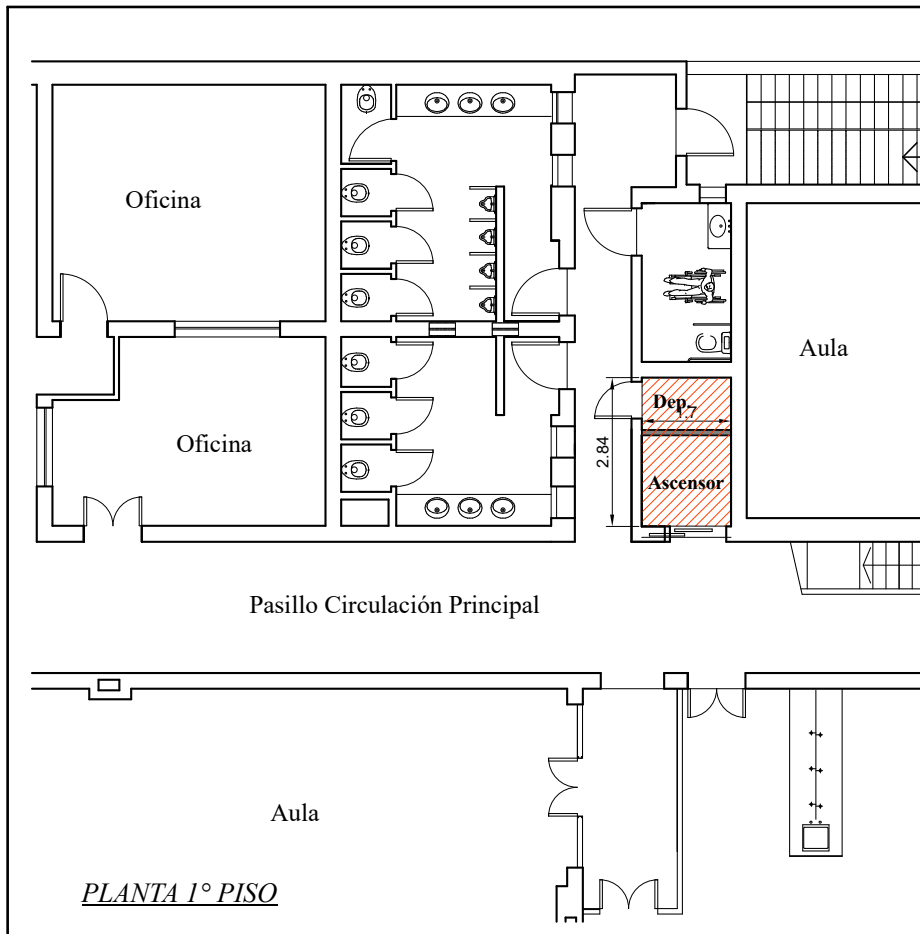 Oficina
Oficina
Aula
Dep.
1.7
2.84
Ascensor
Pasillo Circulación Principal
Aula
PLANTA 1° PISO